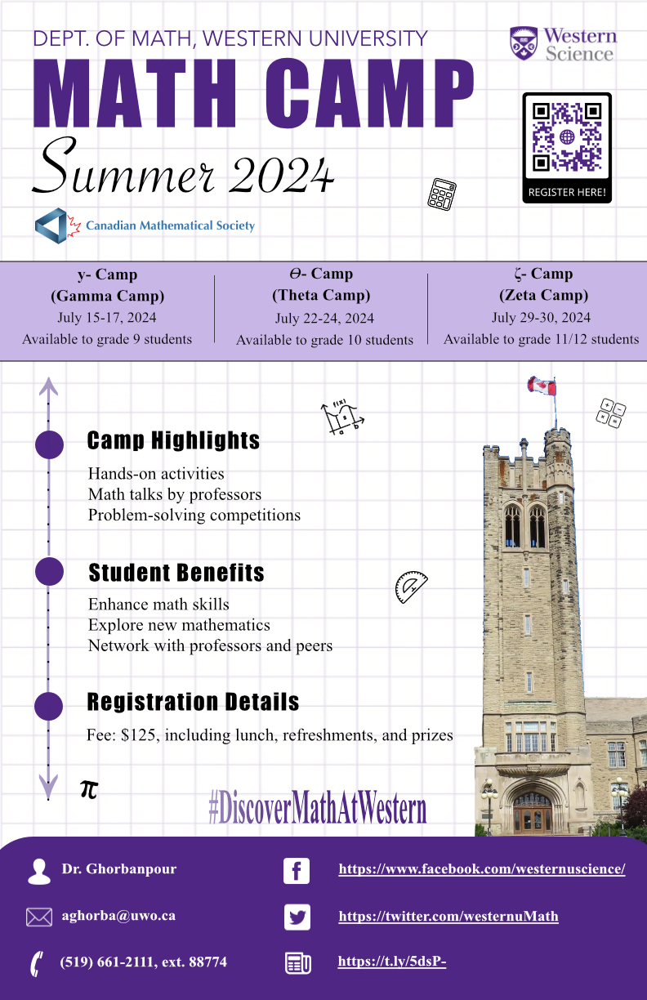 DEPT. OF MATH, WESTERN UNIVERSITY
Western
Science
MATH CAMP
Summer 2024
REGISTER HERE!
Canadian Mathematical Society
y- Camp
(Gamma Camp)
July 15-17, 2024
Available to grade 9 students
Θ- Camp
(Theta Camp)
July 22-24, 2024
Available to grade 10 students
ζ- Camp
(Zeta Camp)
July 29-30, 2024
Available to grade 11/12 students
f(x)
Camp Highlights
Hands-on activities
Math talks by professors
Problem-solving competitions
Student Benefits
Enhance math skills
Explore new mathematics
Network with professors and peers
Registration Details
Fee: $125, including lunch, refreshments, and prizes
π
#DiscoverMathAtWestern
Dr. Ghorbanpour
https://www.facebook.com/westernuscience/
aghorba@uwo.ca
https://twitter.com/westernuMath
(519) 661-2111, ext. 88774
https://t.ly/5dsP-